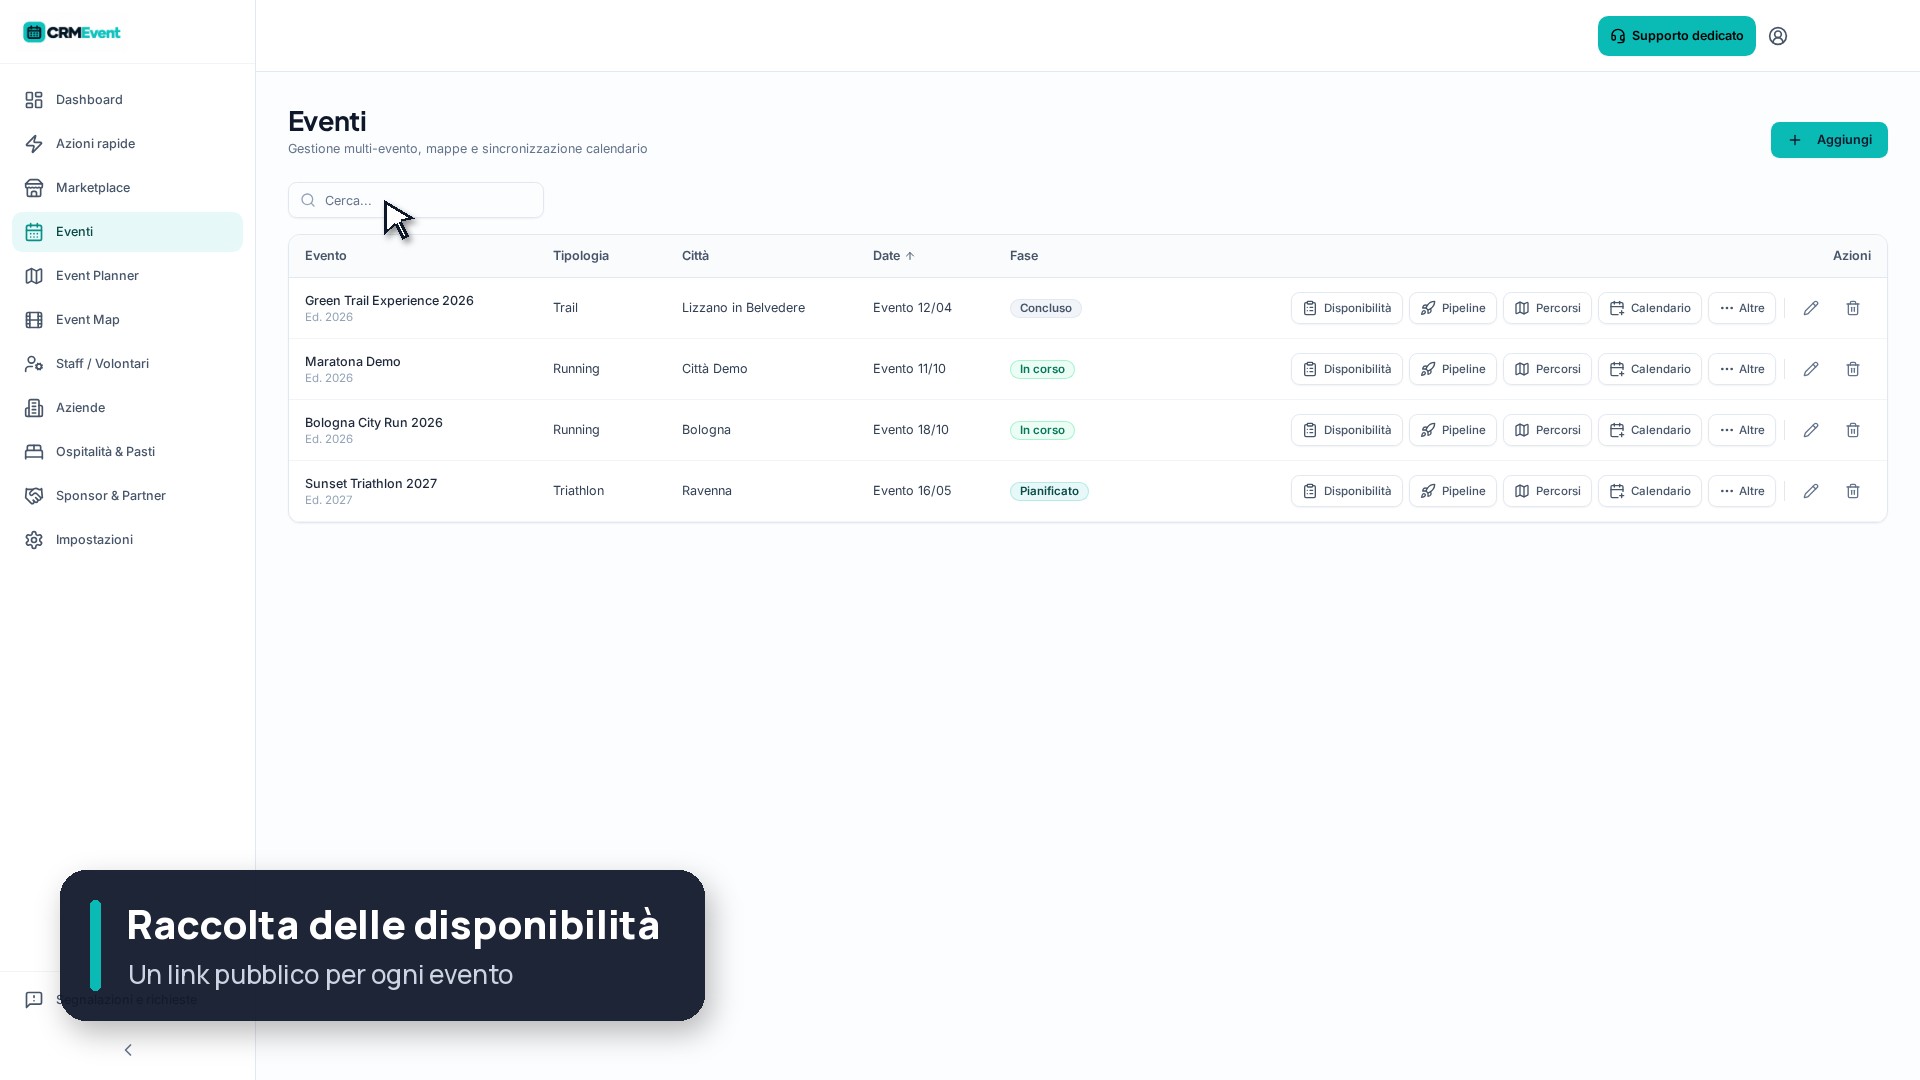 CRMEvent
Supporto dedicato
Dashboard
Azioni rapide
Marketplace
Eventi
Event Planner
Event Map
Staff / Volontari
Aziende
Ospitalità & Pasti
Sponsor & Partner
Impostazioni
Eventi
Gestione multi-evento, mappe e sincronizzazione calendario
Aggiungi
Cerca...
Evento Tipologia Città Date Fase Azioni
Green Trail Experience 2026 Trail Lizzano in Belvedere Evento 12/04 Concluso Disponibilità Pipeline Percorsi Calendario Altre
Ed. 2026
Maratona Demo Running Città Demo Evento 11/10 In corso Disponibilità Pipeline Percorsi Calendario Altre
Ed. 2026
Bologna City Run 2026 Running Bologna Evento 18/10 In corso Disponibilità Pipeline Percorsi Calendario Altre
Ed. 2026
Sunset Triathlon 2027 Triathlon Ravenna Evento 16/05 Pianificato Disponibilità Pipeline Percorsi Calendario Altre
Ed. 2027
Raccolta delle disponibilità
Un link pubblico per ogni evento
Segnalazioni e richieste